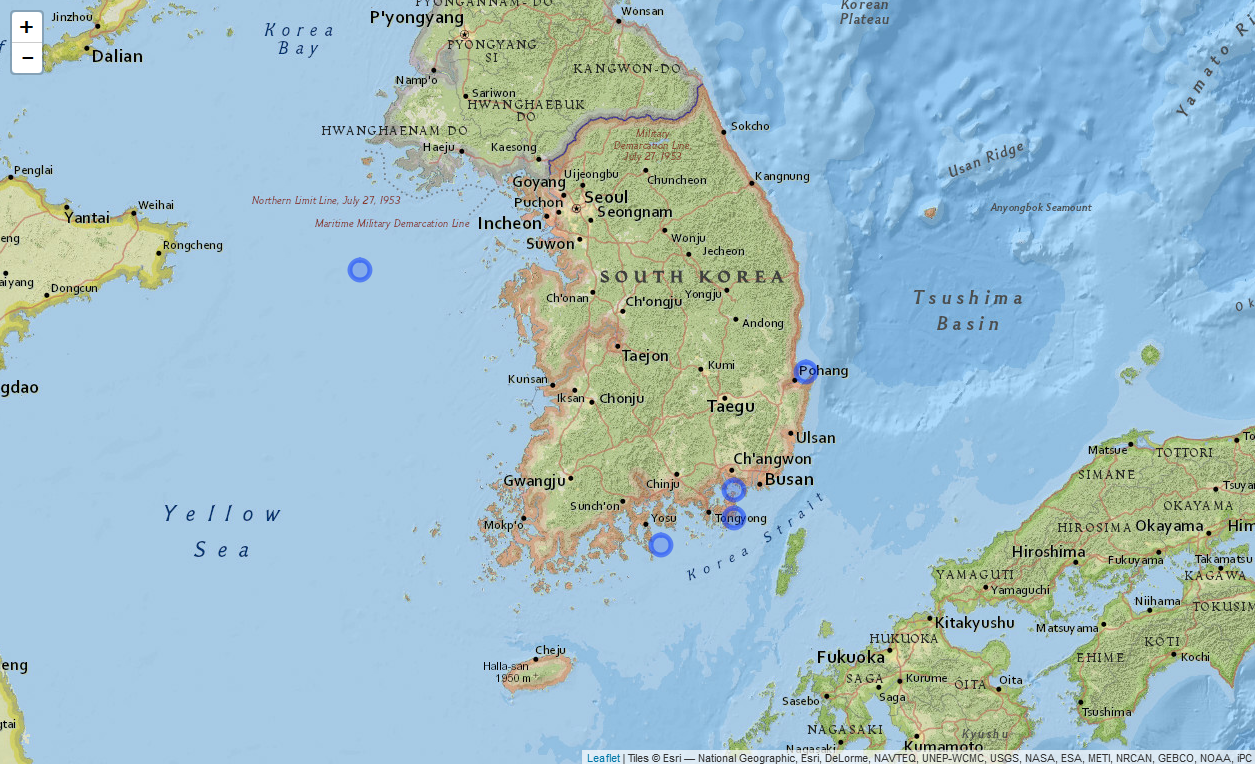 +
−
Jinzhou
Dalian
Korea
Bay
P'yongyang
PYONGYANG
SI
Wonsan
Korean
Plateau
KANGWON-DO
Namp'o
Sariwon
HWANGHAEBUK
DO
HWANGHAENAM DO
Haeju
Kaesong
Military
Demarcation Line,
July 27, 1953
Sokcho
Usan Ridge
Penglai
Goyang
Uijeongbu
Chuncheon
Kangnung
Northern Limit Line, July 27, 1953
Puchon
Seoul
Weihai
Yantai
Seongnam
Anyongbok Seamount
Maritime Military Demarcation Line
Incheon
Suwon
Wonju
Rongcheng
Jecheon
SOUTH KOREA
Dongcun
Ch'onan
Ch'ongju
Yongju
Tsushima
Basin
Andong
Taejon
Kumi
Pohang
Kunsan
gdao
Iksan
Chonju
Taegu
Ulsan
Matsue
TOTTORI
Ch'angwon
SIMANE
Gwangju
Chinju
Busan
Tsuyam
Sunch'on
OKAYAMA
Yellow
Sea
Mokp'o
Yosu
Tongyong
HIROSIMA
Okayama
Him
Korea Strait
Hiroshima
Fukuyama
Takamatsu
YAMAGUTI
KAGAWA
Yamaguchi
Niihama
TOKUSIM
Kitakyushu
Matsuyama
HUKUOKA
KOTI
Cheju
Fukuoka
EHIME
Kochi
Halla-san
1950 m
eng
SAGA
Kurume
OITA
Oita
Saga
Sasebo
Tsushima
NAGASAKI
Kyushu
Nagasaki
Kumamoto
Leaflet | Tiles © Esri — National Geographic, Esri, DeLorme, NAVTEQ, UNEP-WCMC, USGS, NASA, ESA, METI, NRCAN, GEBCO, NOAA, iPC